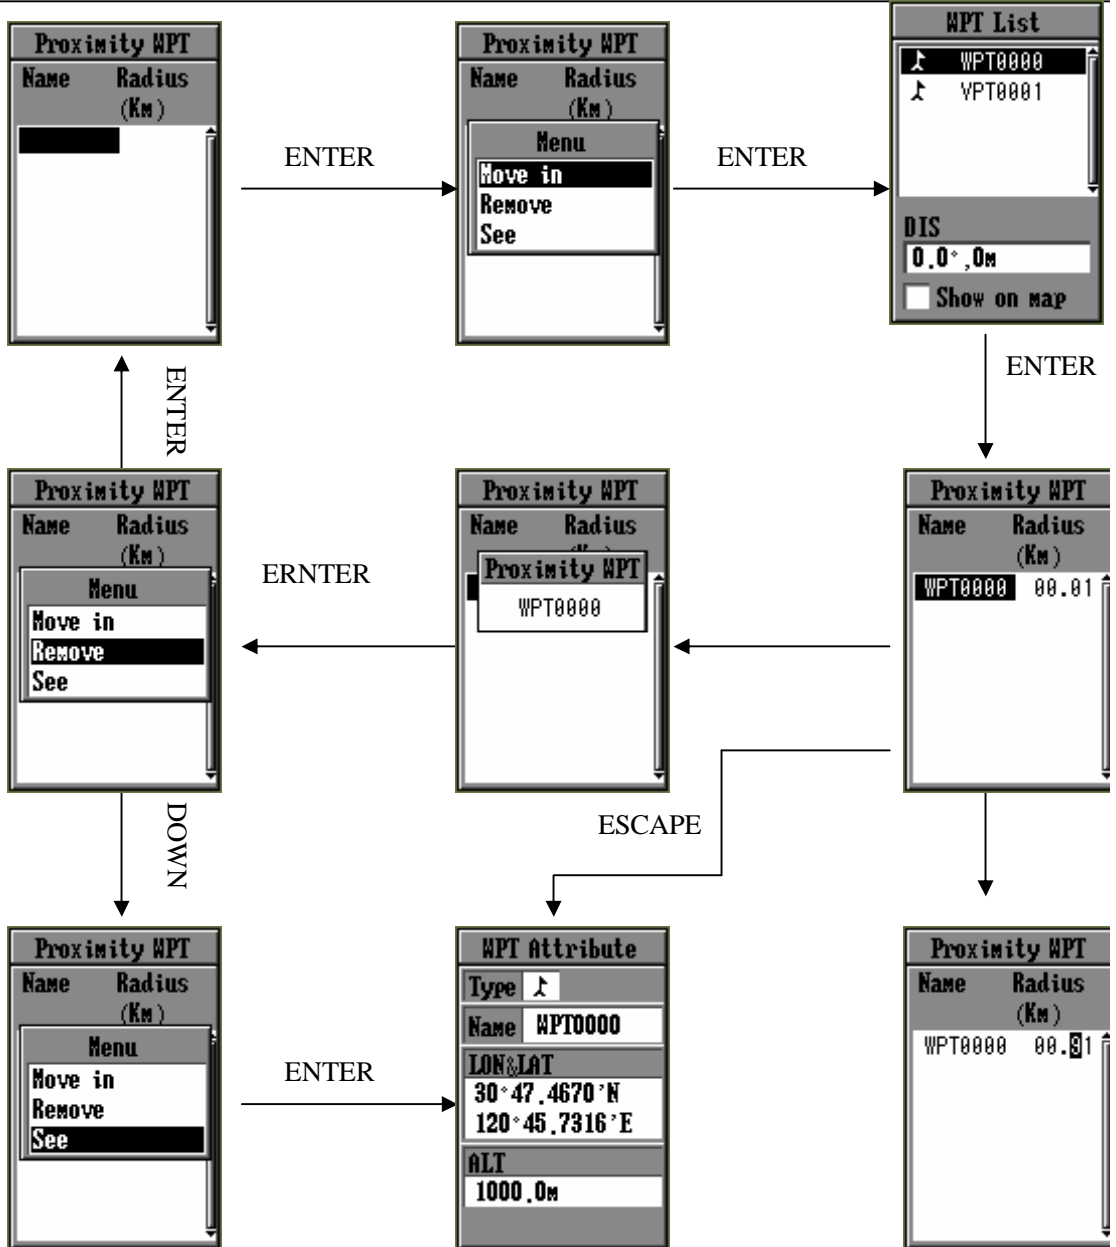 Proximity WPT
Name Radius
(Km)
ENTER
Proximity WPT
Name Radius
(Km)
Menu
Move in
Remove
See
ENTER
WPT List
WPT0000
VPT0001
DIS
0.0°,0m
Show on map
ENTER
ENTER
Proximity WPT
Name Radius
(Km)
Menu
Move in
Remove
See
ERNTER
Proximity WPT
Name Radius
Proximity WPT
WPT0000
Proximity WPT
Name Radius
(Km)
WPT0000 00.01
DOWN
ESCAPE
Proximity WPT
Name Radius
(Km)
Menu
Move in
Remove
See
ENTER
WPT Attribute
Type
Name WPT0000
LON&LAT
30°47.4670'N
120°45.7316'E
ALT
1000.0m
Proximity WPT
Name Radius
(Km)
WPT0000 00.91